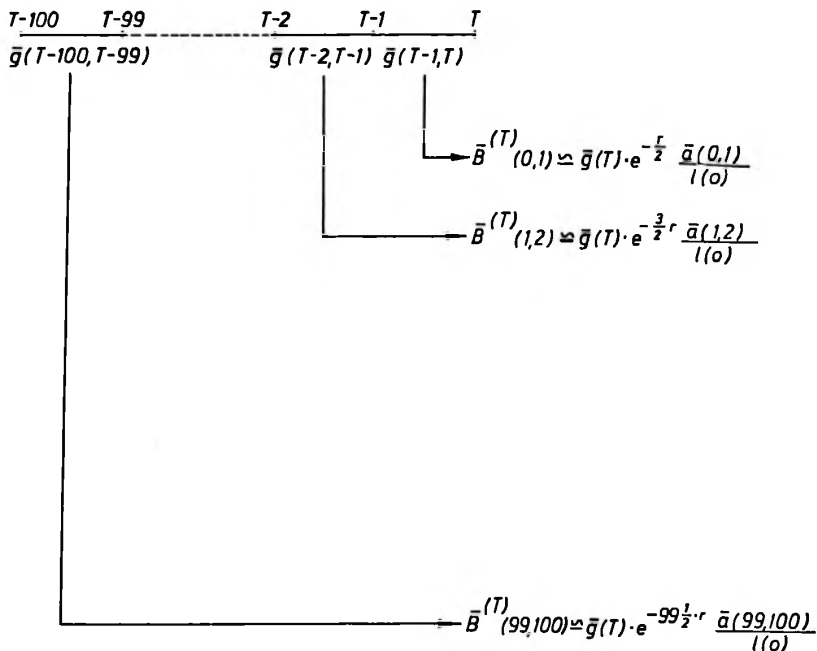 T-100 T-99 T-2 T-1 T
ḡ(T-100,T-99) ḡ(T-2,T-1) ḡ(T-1,T)
B̄^(T)(0,1) ≌ ḡ(T)·e^(-r/2) ā(0,1)/l(o)
B̄^(T)(1,2) ≌ ḡ(T)·e^(-3/2 r) ā(1,2)/l(o)
B̄^(T)(99,100) ≌ ḡ(T)·e^(-99 1/2·r) ā(99,100)/l(o)